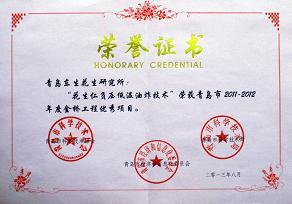 荣誉证书
HONORARY CREDENTIAL
青岛东生花生研究所：
“花生仁负压低温油炸技术”荣获青岛市2011-2012
年度金桥工程优秀项目。
二〇一三年八月